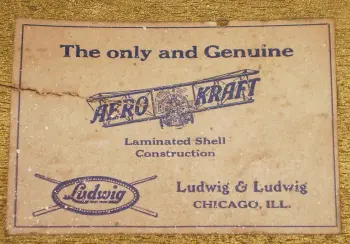 The only and Genuine
AERO KRAFT
Laminated Shell
Construction
Ludwig
Ludwig & Ludwig
CHICAGO, ILL.